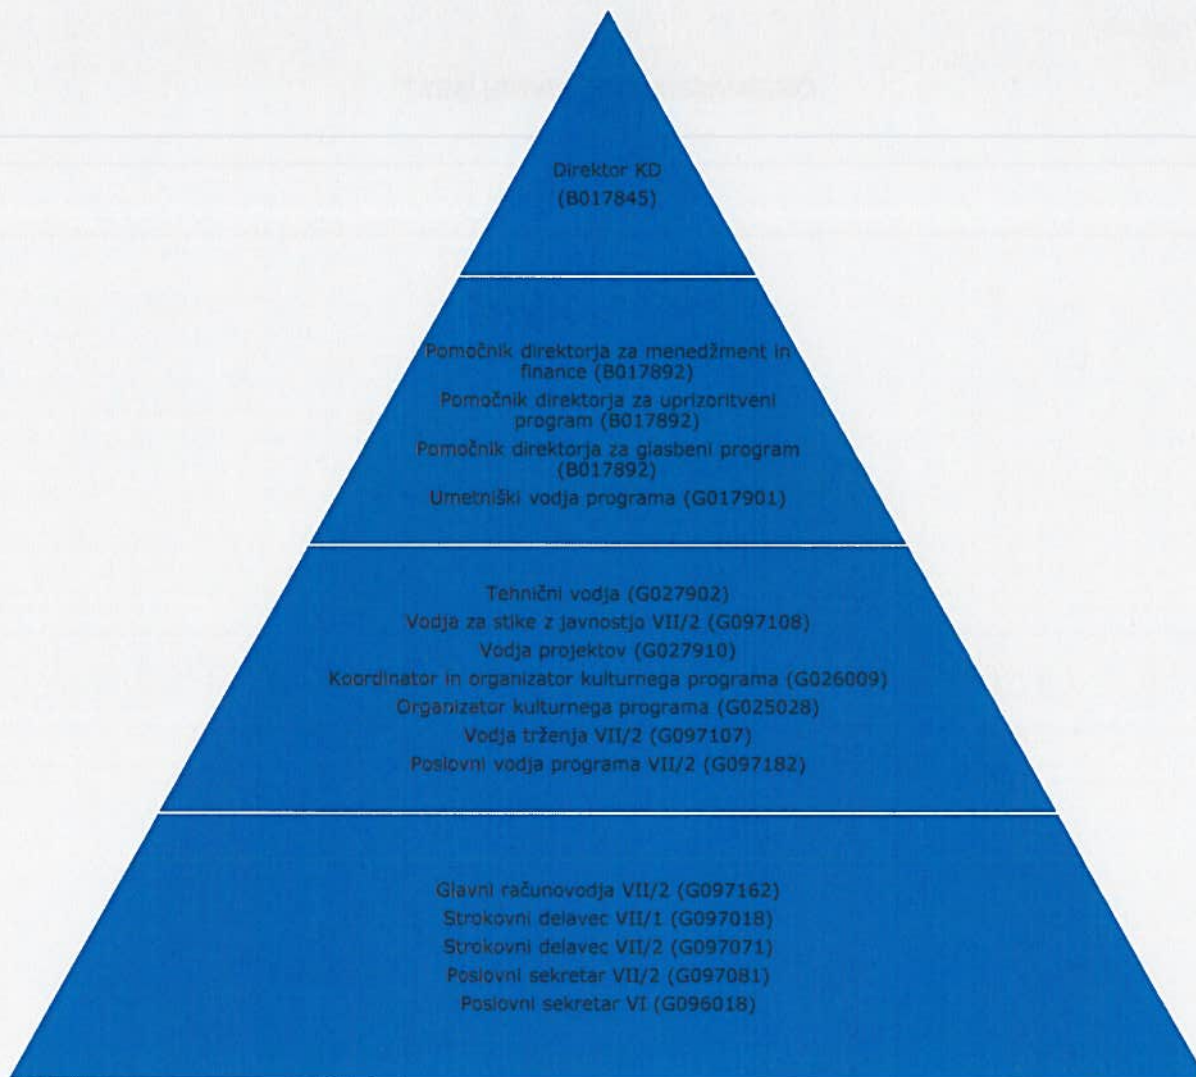 Direktor KD
(B017845)
Pomočnik direktorja za menedžment in
finance (B017892)
Pomočnik direktorja za uprizoritveni
program (B017892)
Pomočnik direktorja za glasbeni program
(B017892)
Umetniški vodja programa (G017901)
Tehnični vodja (G027902)
Vodja za stike z javnostjo VII/2 (G097108)
Vodja projektov (G027910)
Koordinator in organizator kulturnega programa (G026009)
Organizator kulturnega programa (G025028)
Vodja trženja VII/2 (G097107)
Poslovni vodja programa VII/2 (G097182)
Glavni računovodja VII/2 (G097162)
Strokovni delavec VII/1 (G097018)
Strokovni delavec VII/2 (G097071)
Poslovni sekretar VII/2 (G097081)
Poslovni sekretar VI (G096018)